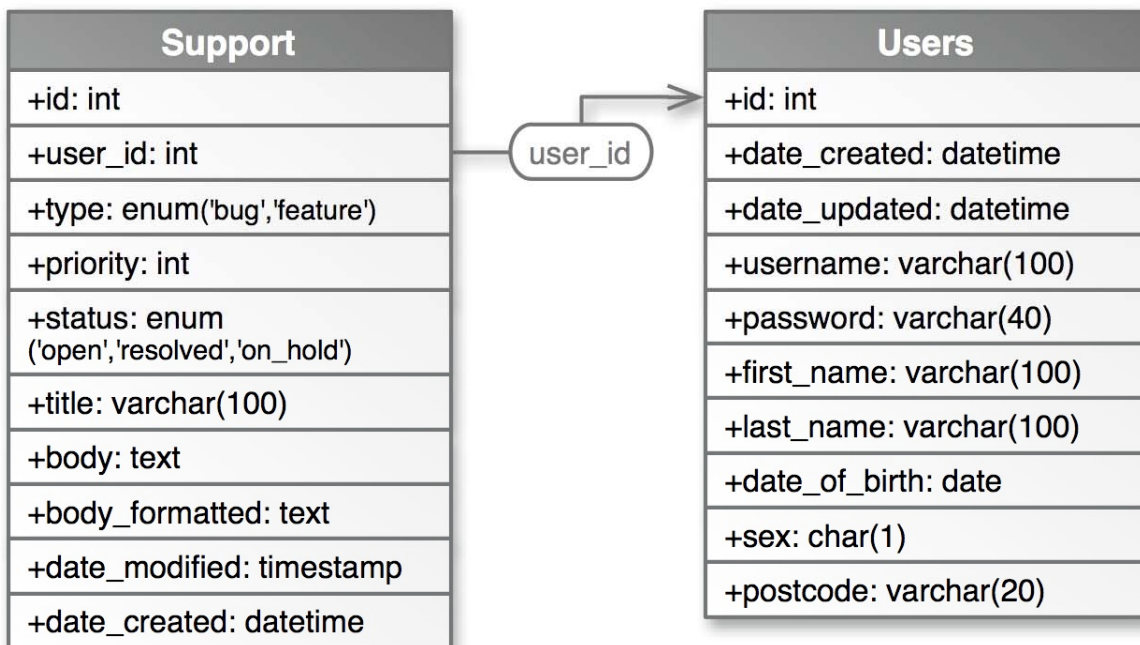 Support
+id: int
+user_id: int
+type: enum('bug','feature')
+priority: int
+status: enum
('open','resolved','on_hold')
+title: varchar(100)
+body: text
+body_formatted: text
+date_modified: timestamp
+date_created: datetime
user_id
Users
+id: int
+date_created: datetime
+date_updated: datetime
+username: varchar(100)
+password: varchar(40)
+first_name: varchar(100)
+last_name: varchar(100)
+date_of_birth: date
+sex: char(1)
+postcode: varchar(20)